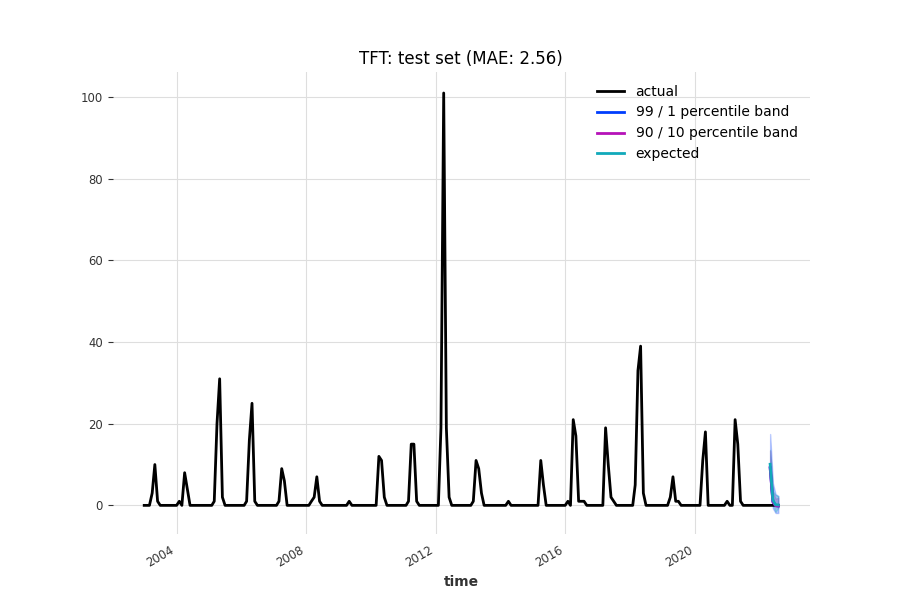 TFT: test set (MAE: 2.56)
actual
99 / 1 percentile band
90 / 10 percentile band
expected
100
80
60
40
20
0
2004
2008
2012
2016
2020
time